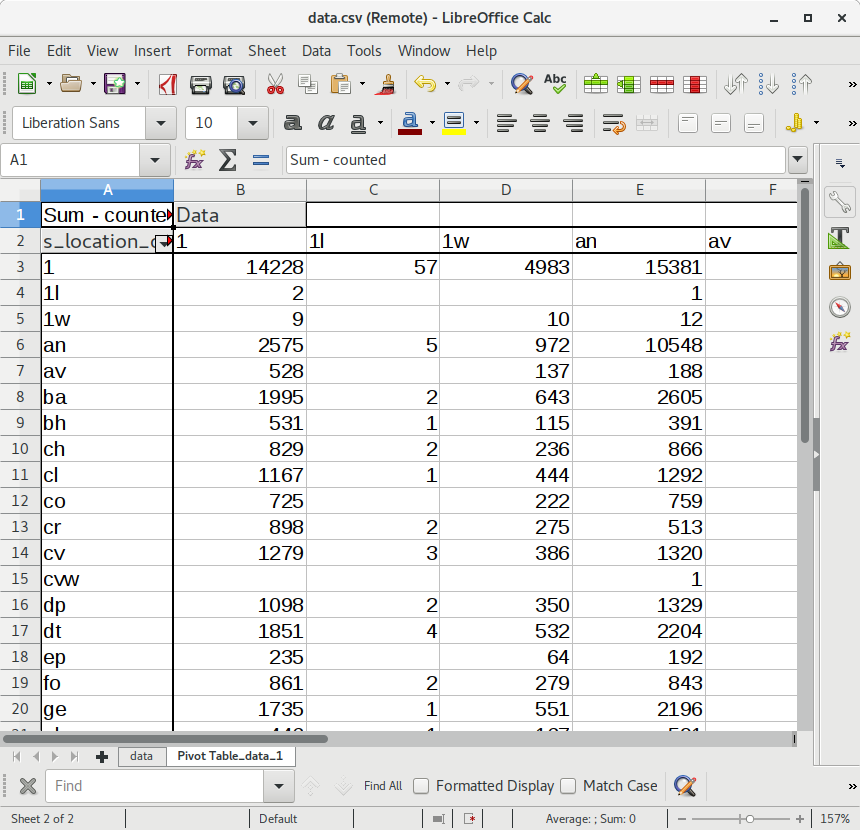 data.csv (Remote) - LibreOffice Calc
File Edit View Insert Format Sheet Data Tools Window Help
Abc
Liberation Sans 10 a a a a
A1 fx Σ = Sum - counted
A B C D E F
1 Sum - counte Data
2 s_location_ 1 1l 1w an av
3 1 14228 57 4983 15381
4 1l 2 1
5 1w 9 10 12
6 an 2575 5 972 10548
7 av 528 137 188
8 ba 1995 2 643 2605
9 bh 531 1 115 391
10 ch 829 2 236 866
11 cl 1167 1 444 1292
12 co 725 222 759
13 cr 898 2 275 513
14 cv 1279 3 386 1320
15 cvw 1
16 dp 1098 2 350 1329
17 dt 1851 4 532 2204
18 ep 235 64 192
19 fo 861 2 279 843
20 ge 1735 1 551 2196
data Pivot Table_data_1
Find Find All Formatted Display Match Case
Sheet 2 of 2 Default Average: ; Sum: 0 157%